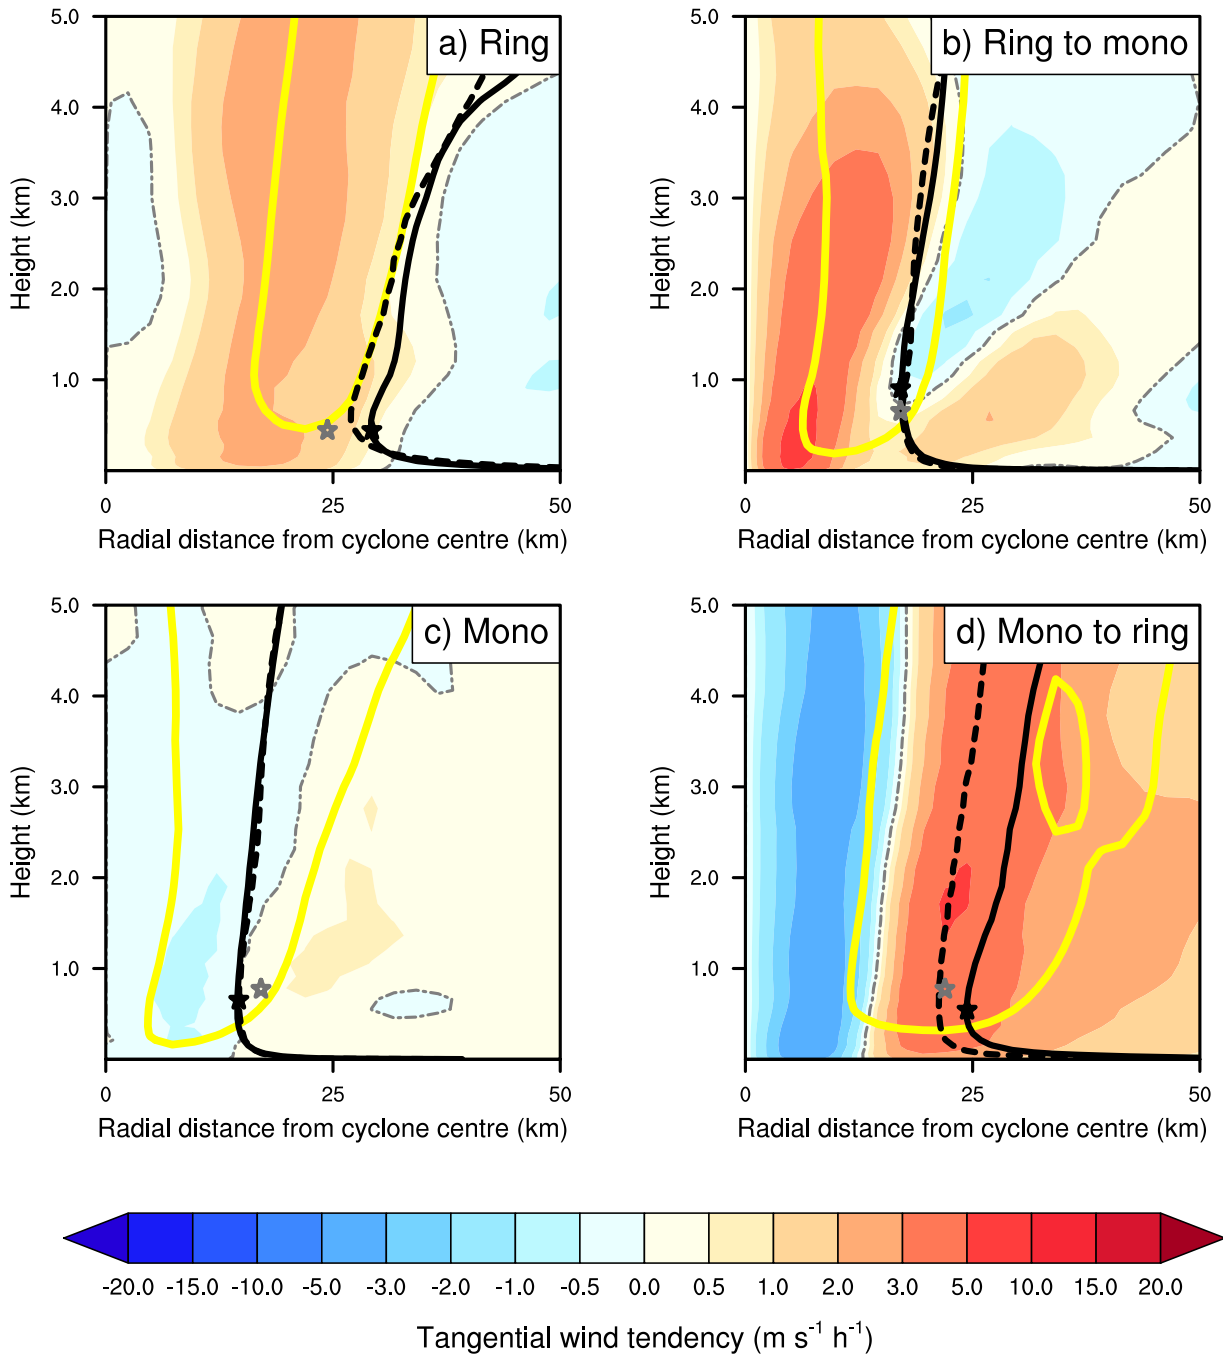 a) Ring
5.0
4.0
3.0
2.0
1.0
Height (km)
0
25
50
Radial distance from cyclone centre (km)
b) Ring to mono
5.0
4.0
3.0
2.0
1.0
Height (km)
0
25
50
Radial distance from cyclone centre (km)
c) Mono
5.0
4.0
3.0
2.0
1.0
Height (km)
0
25
50
Radial distance from cyclone centre (km)
d) Mono to ring
5.0
4.0
3.0
2.0
1.0
Height (km)
0
25
50
Radial distance from cyclone centre (km)
-20.0 -15.0 -10.0 -5.0 -3.0 -2.0 -1.0 -0.5 0.0 0.5 1.0 2.0 3.0 5.0 10.0 15.0 20.0
Tangential wind tendency (m s⁻¹ h⁻¹)